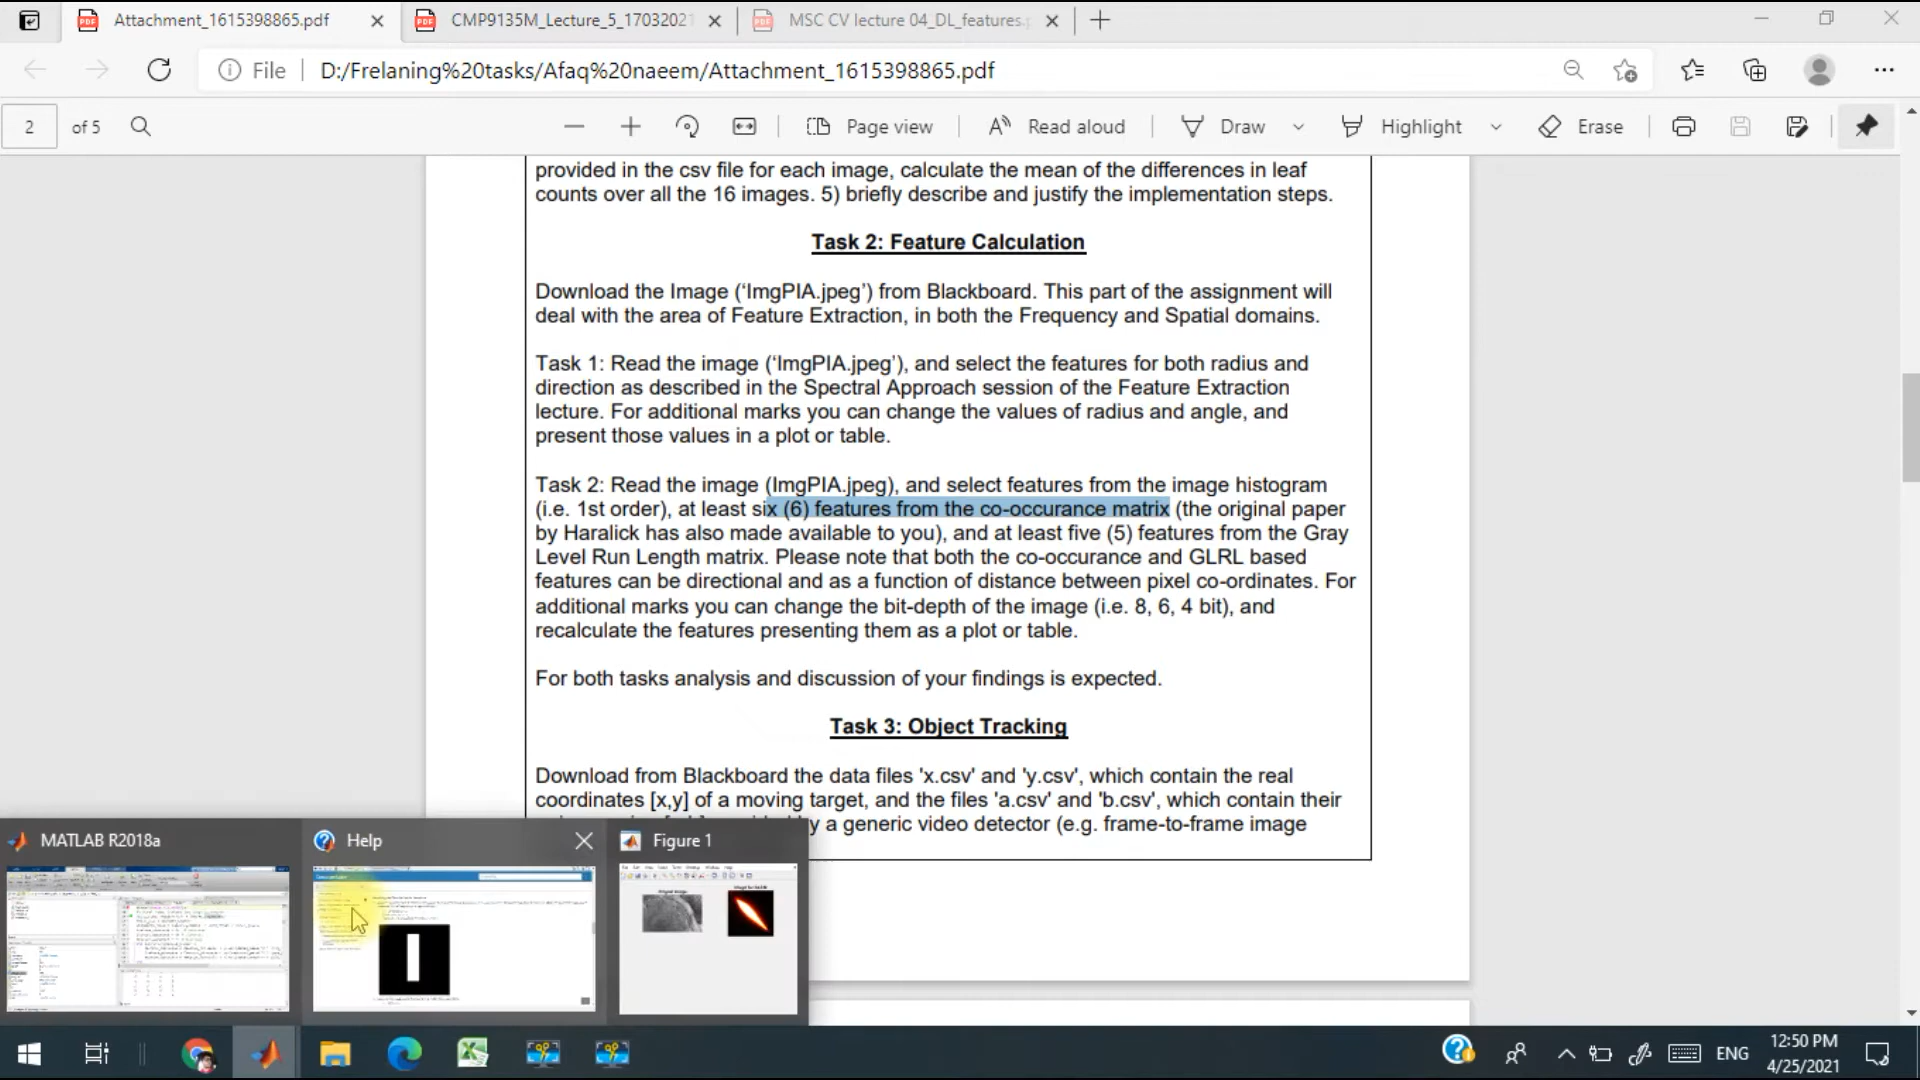 Attachment_1615398865.pdf
CMP9135M_Lecture_5_17032021
MSC CV lecture 04_DL_features.p
File
D:/Frelaning%20tasks/Afaq%20naeem/Attachment_1615398865.pdf
2 of 5
Page view
Read aloud
Draw
Highlight
Erase
provided in the csv file for each image, calculate the mean of the differences in leaf
counts over all the 16 images. 5) briefly describe and justify the implementation steps.
Task 2: Feature Calculation
Download the Image (‘ImgPIA.jpeg’) from Blackboard. This part of the assignment will
deal with the area of Feature Extraction, in both the Frequency and Spatial domains.
Task 1: Read the image (‘ImgPIA.jpeg’), and select the features for both radius and
direction as described in the Spectral Approach session of the Feature Extraction
lecture. For additional marks you can change the values of radius and angle, and
present those values in a plot or table.
Task 2: Read the image (ImgPIA.jpeg), and select features from the image histogram
(i.e. 1st order), at least six (6) features from the co-occurance matrix (the original paper
by Haralick has also made available to you), and at least five (5) features from the Gray
Level Run Length matrix. Please note that both the co-occurance and GLRL based
features can be directional and as a function of distance between pixel co-ordinates. For
additional marks you can change the bit-depth of the image (i.e. 8, 6, 4 bit), and
recalculate the features presenting them as a plot or table.
For both tasks analysis and discussion of your findings is expected.
Task 3: Object Tracking
Download from Blackboard the data files 'x.csv' and 'y.csv', which contain the real
coordinates [x,y] of a moving target, and the files 'a.csv' and 'b.csv', which contain their
y a generic video detector (e.g. frame-to-frame image
MATLAB R2018a
Help
Figure 1
ENG
12:50 PM
4/25/2021